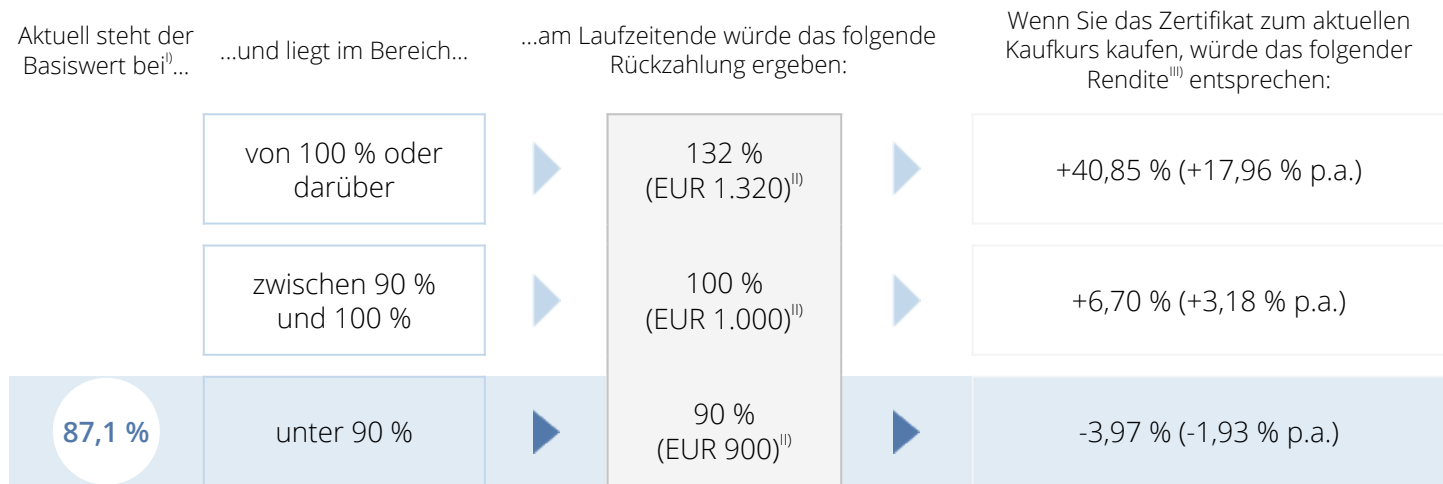 Aktuell steht der
Basiswert beiI)...
...und liegt im Bereich...
...am Laufzeitende würde das folgende
Rückzahlung ergeben:
Wenn Sie das Zertifikat zum aktuellen
Kaufkurs kaufen, würde das folgender
RenditeIII) entsprechen:
von 100 % oder
darüber
132 %
(EUR 1.320)II)
+40,85 % (+17,96 % p.a.)
zwischen 90 %
und 100 %
100 %
(EUR 1.000)II)
+6,70 % (+3,18 % p.a.)
87,1 %
unter 90 %
90 %
(EUR 900)II)
-3,97 % (-1,93 % p.a.)